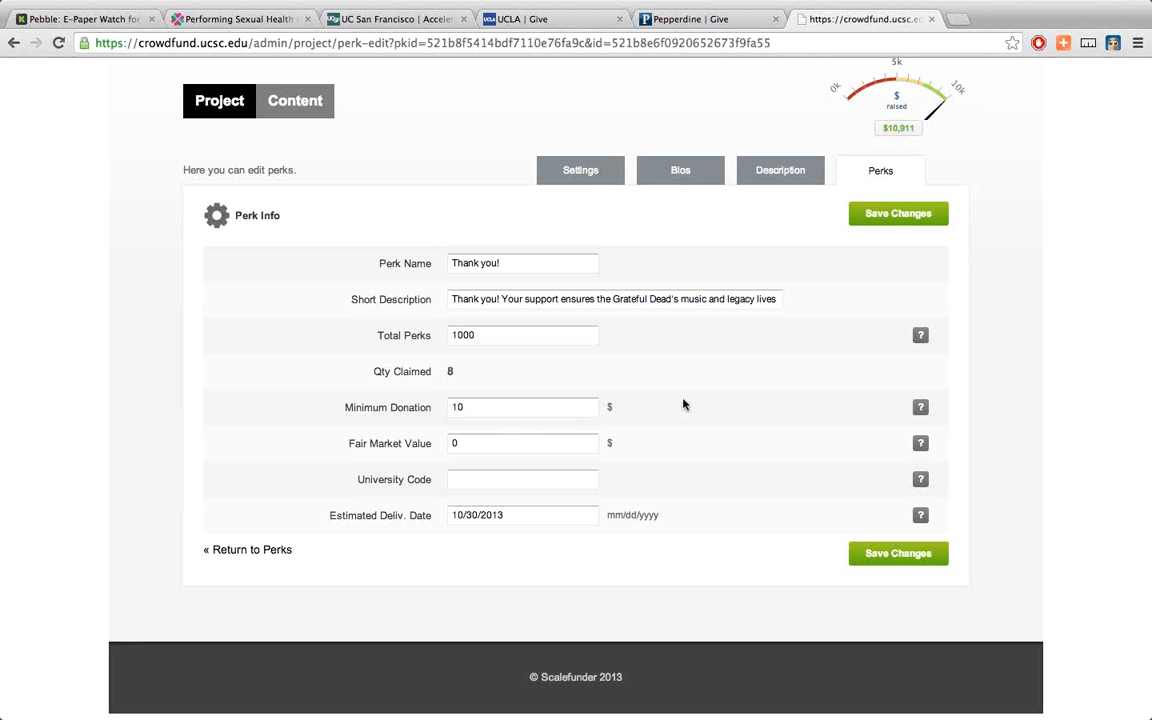 Pebble: E-Paper Watch for
Performing Sexual Health
UC San Francisco | Acceler
UCLA | Give
Pepperdine | Give
https://crowdfund.ucsc.e
https://crowdfund.ucsc.edu/admin/project/perk-edit?pkid=521b8f5414bdf7110e76fa9c&id=521b8e6f0920652673f9fa55
Project
Content
0k
5k
10k
$
raised
$10,911
Here you can edit perks.
Settings
Bios
Description
Perks
Perk Info
Save Changes
Perk Name
Thank you!
Short Description
Thank you! Your support ensures the Grateful Dead's music and legacy lives
Total Perks
1000
?
Qty Claimed
8
Minimum Donation
10
$
?
Fair Market Value
0
$
?
University Code
?
Estimated Deliv. Date
10/30/2013
mm/dd/yyyy
?
« Return to Perks
Save Changes
© Scalefunder 2013